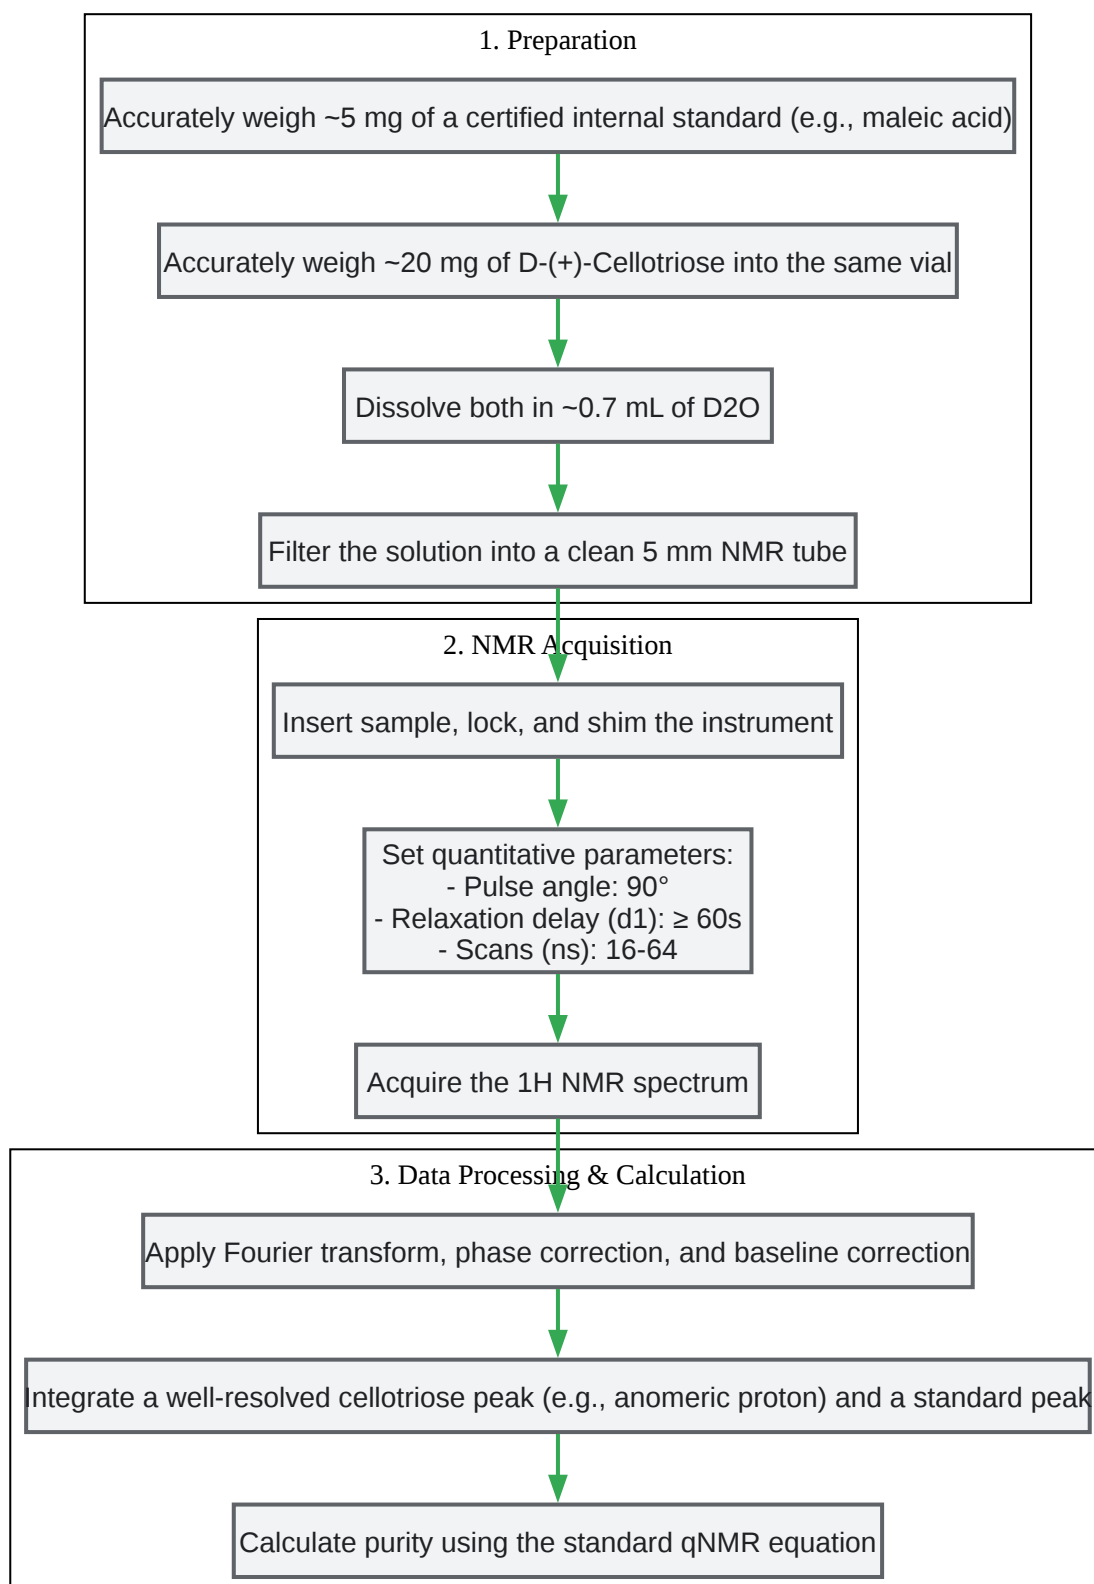 1. Preparation
Accurately weigh ~5 mg of a certified internal standard (e.g., maleic acid)
Accurately weigh ~20 mg of D-(+)-Cellotriose into the same vial
Dissolve both in ~0.7 mL of D2O
Filter the solution into a clean 5 mm NMR tube
2. NMR Acquisition
Insert sample, lock, and shim the instrument
Set quantitative parameters:
- Pulse angle: 90°
- Relaxation delay (d1): ≥ 60s
- Scans (ns): 16-64
Acquire the 1H NMR spectrum
3. Data Processing & Calculation
Apply Fourier transform, phase correction, and baseline correction
Integrate a well-resolved cellotriose peak (e.g., anomeric proton) and a standard peak
Calculate purity using the standard qNMR equation